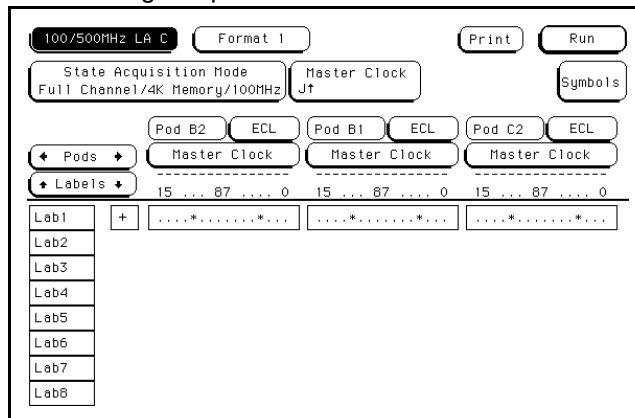 100/500MHz LA C Format 1 Print Run
State Acquisition Mode
Full Channel/4K Memory/100MHz
Master Clock
J↑
Symbols
Pod B2 ECL Pod B1 ECL Pod C2 ECL
← Pods → Master Clock Master Clock Master Clock
↑ Labels ↓ 15 ... 87 .... 0 15 ... 87 .... 0 15 ... 87 .... 0
Lab1 + ....*.......*... ....*.......*... ....*.......*...
Lab2
Lab3
Lab4
Lab5
Lab6
Lab7
Lab8